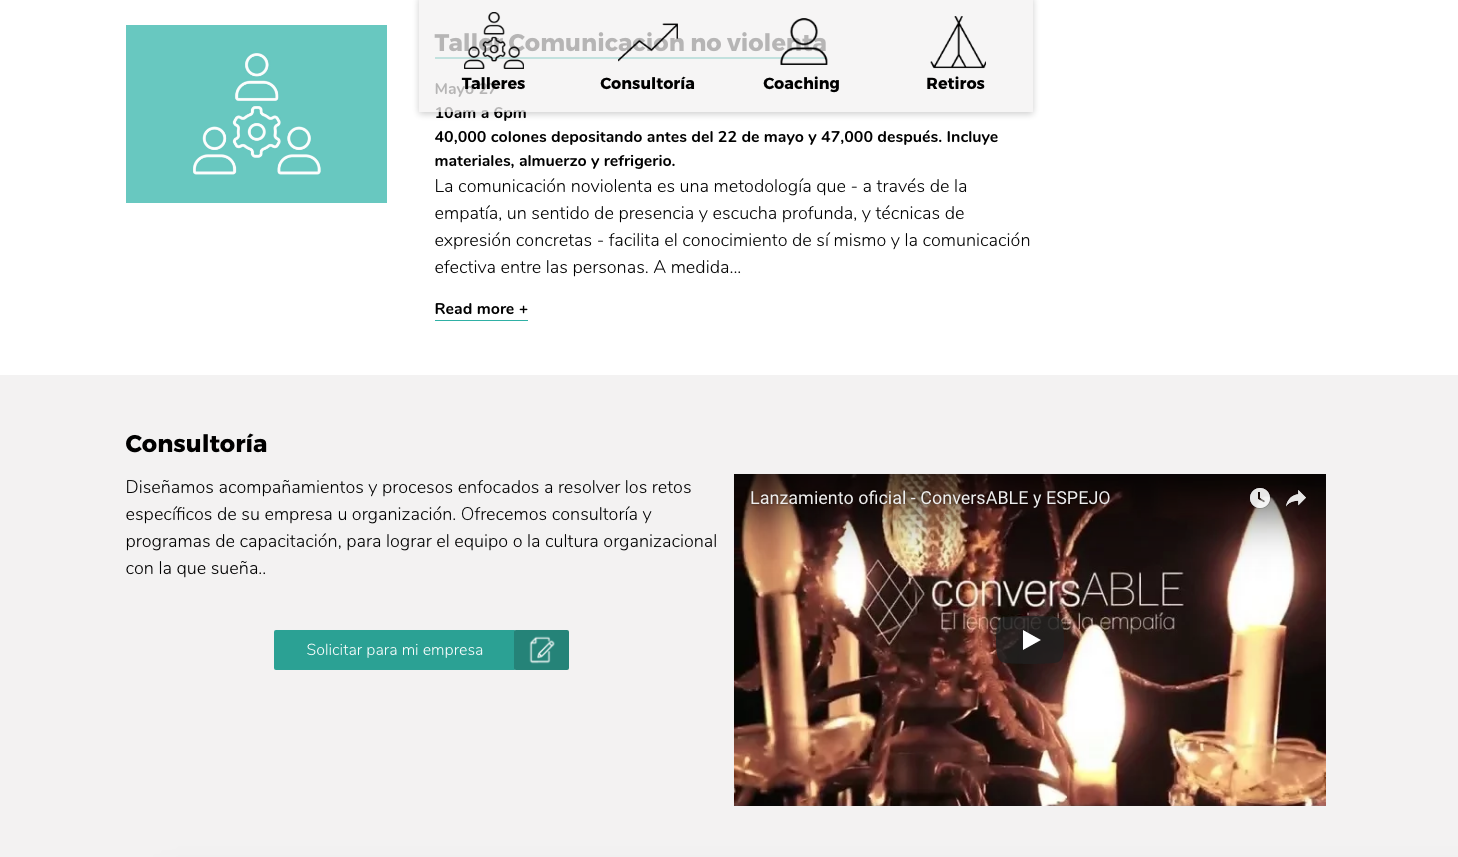 Taller Comunicación no violenta
Talleres
Consultoría
Coaching
Retiros
Mayo 27
10am a 6pm
40,000 colones depositando antes del 22 de mayo y 47,000 después. Incluye
materiales, almuerzo y refrigerio.
La comunicación noviolenta es una metodología que - a través de la
empatía, un sentido de presencia y escucha profunda, y técnicas de
expresión concretas - facilita el conocimiento de sí mismo y la comunicación
efectiva entre las personas. A medida...
Read more +
Consultoría
Diseñamos acompañamientos y procesos enfocados a resolver los retos
específicos de su empresa u organización. Ofrecemos consultoría y
programas de capacitación, para lograr el equipo o la cultura organizacional
con la que sueña..
Solicitar para mi empresa
Lanzamiento oficial - ConversABLE y ESPEJO
conversABLE
El lenguaje de la empatía